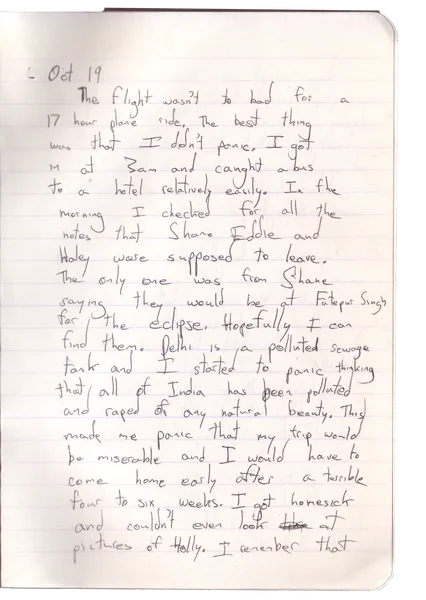 Oct 19
The flight wasn't to bad for a
17 hour plane ride. The best thing
was that I didn't panic. I got
in at 3am and caught a bus
to a hotel relatively easily. In the
morning I checked for all the
notes that Shane Eddie and
Haley were supposed to leave.
The only one was from Shane
saying they would be at Fatepur Singh
for the eclipse. Hopefully I can
find them. Delhi is a polluted sewage
tank and I started to panic thinking
that all of India has been polluted
and raped of any natural beauty. This
made me panic that my trip would
be miserable and I would have to
come home early after a terrible
four to six weeks. I got homesick
and couldn't even look at
pictures of Holly. I remember that